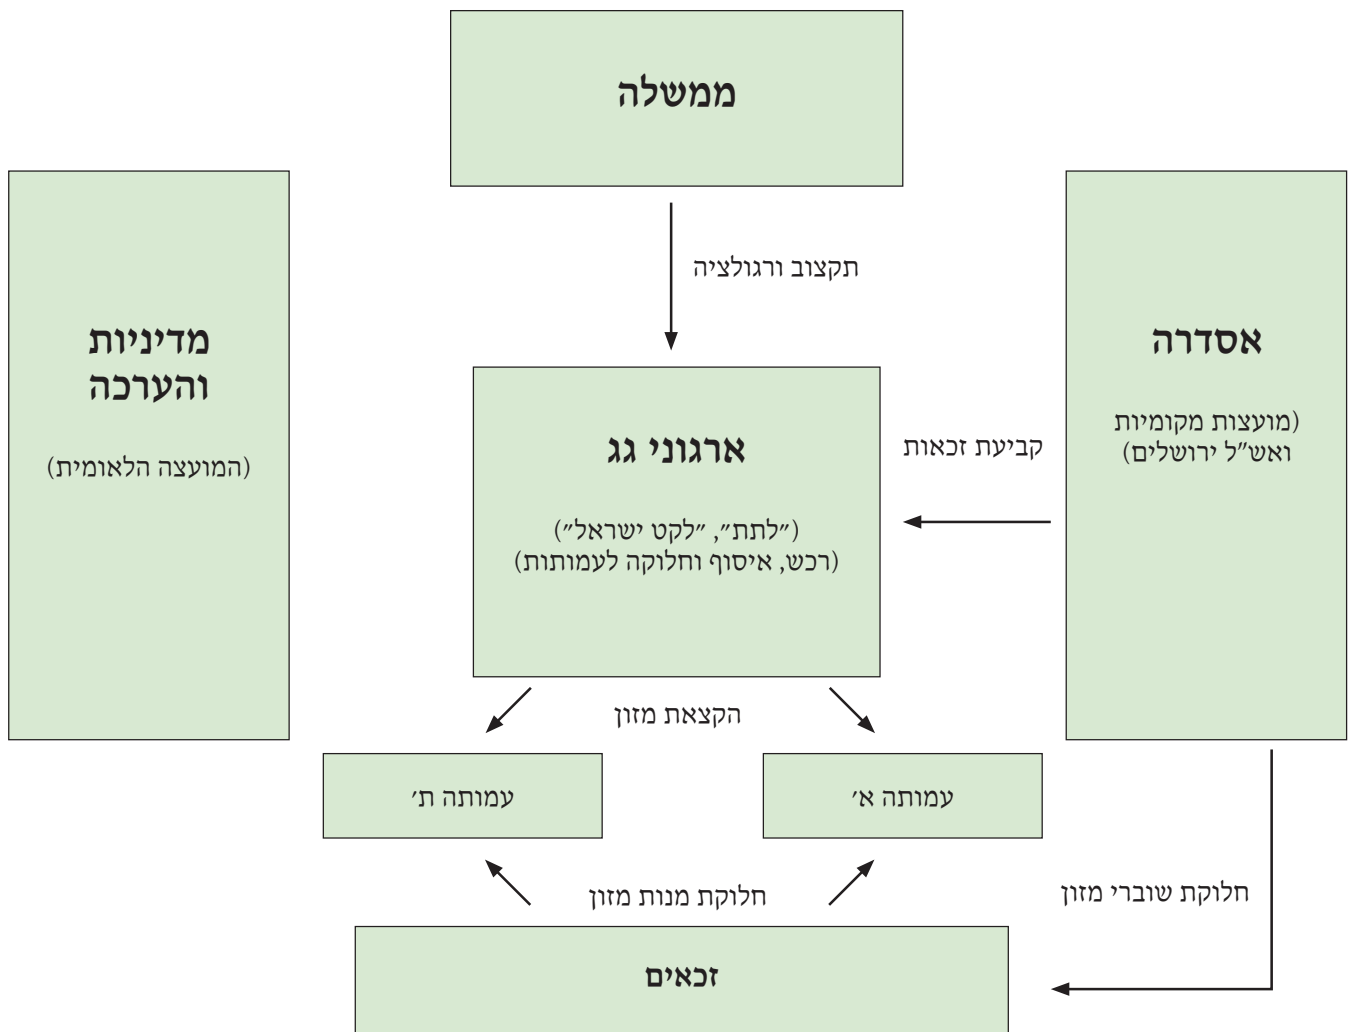 ממשלה
תקצוב ורגולציה
אסדרה
(מועצות מקומיות
ואש"ל ירושלים)
קביעת זכאות
ארגוני גג
("לתת", "לקט ישראל")
(רכש, איסוף וחלוקה לעמותות)
מדיניות
והערכה
(המועצה הלאומית)
הקצאת מזון
עמותה א'
עמותה ת'
חלוקת מנות מזון
חלוקת שוברי מזון
זכאים